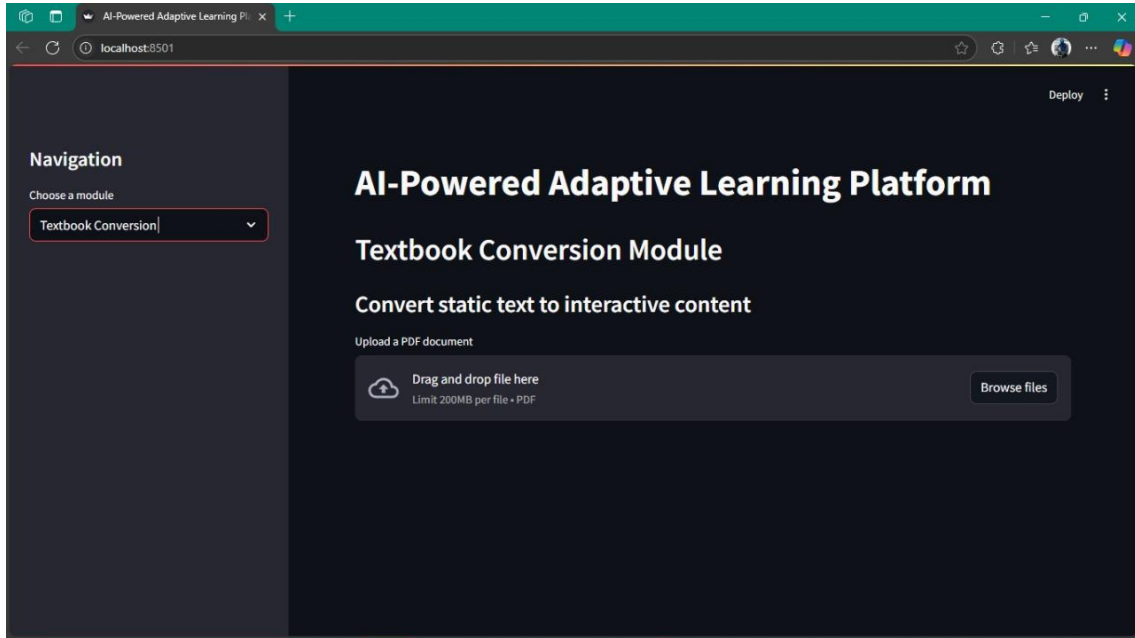 AI-Powered Adaptive Learning Pl
localhost:8501
Deploy
Navigation
Choose a module
Textbook Conversion
AI-Powered Adaptive Learning Platform
Textbook Conversion Module
Convert static text to interactive content
Upload a PDF document
Drag and drop file here
Limit 200MB per file • PDF
Browse files